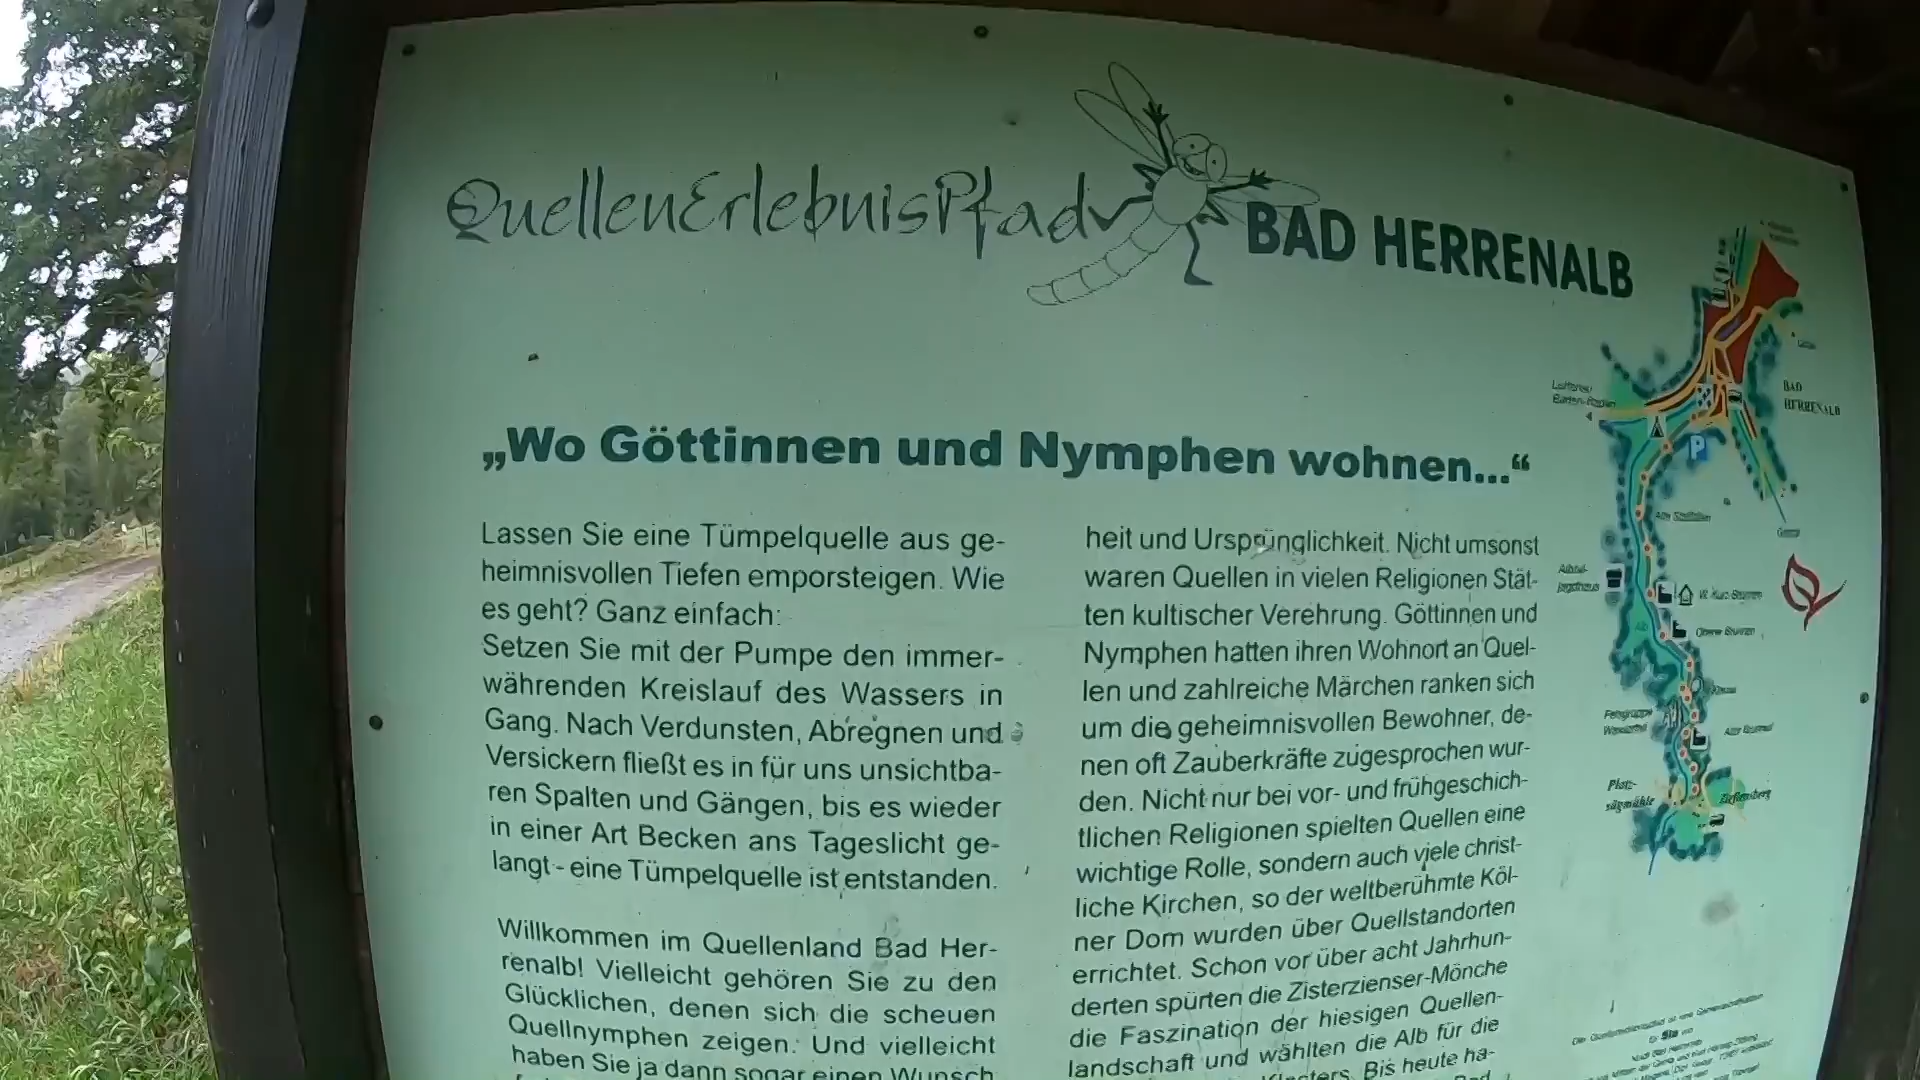 QuellenErlebnisPfad
BAD HERRENALB
„Wo Göttinnen und Nymphen wohnen..."
Lassen Sie eine Tümpelquelle aus ge-
heimnisvollen Tiefen emporsteigen. Wie
es geht? Ganz einfach:
Setzen Sie mit der Pumpe den immer-
währenden Kreislauf des Wassers in
Gang. Nach Verdunsten, Abregnen und
Versickern fließt es in für uns unsichtba-
ren Spalten und Gängen, bis es wieder
in einer Art Becken ans Tageslicht ge-
langt - eine Tümpelquelle ist entstanden.
Willkommen im Quellenland Bad Her-
renalb! Vielleicht gehören Sie zu den
Glücklichen, denen sich die scheuen
Quellnymphen zeigen. Und vielleicht
haben Sie ja dann sogar einen Wunsch
heit und Ursprünglichkeit. Nicht umsonst
waren Quellen in vielen Religionen Stät-
ten kultischer Verehrung. Göttinnen und
Nymphen hatten ihren Wohnort an Quel-
len und zahlreiche Märchen ranken sich
um die geheimnisvollen Bewohner, de-
nen oft Zauberkräfte zugesprochen wur-
den. Nicht nur bei vor- und frühgeschich-
tlichen Religionen spielten Quellen eine
wichtige Rolle, sondern auch viele christ-
liche Kirchen, so der weltberühmte Köl-
ner Dom wurden über Quellstandorten
errichtet. Schon vor über acht Jahrhun-
derten spürten die Zisterzienser-Mönche
die Faszination der hiesigen Quellen-
landschaft und wählten die Alb für die
Bis heute ha-
BAD
HERRENALB
P